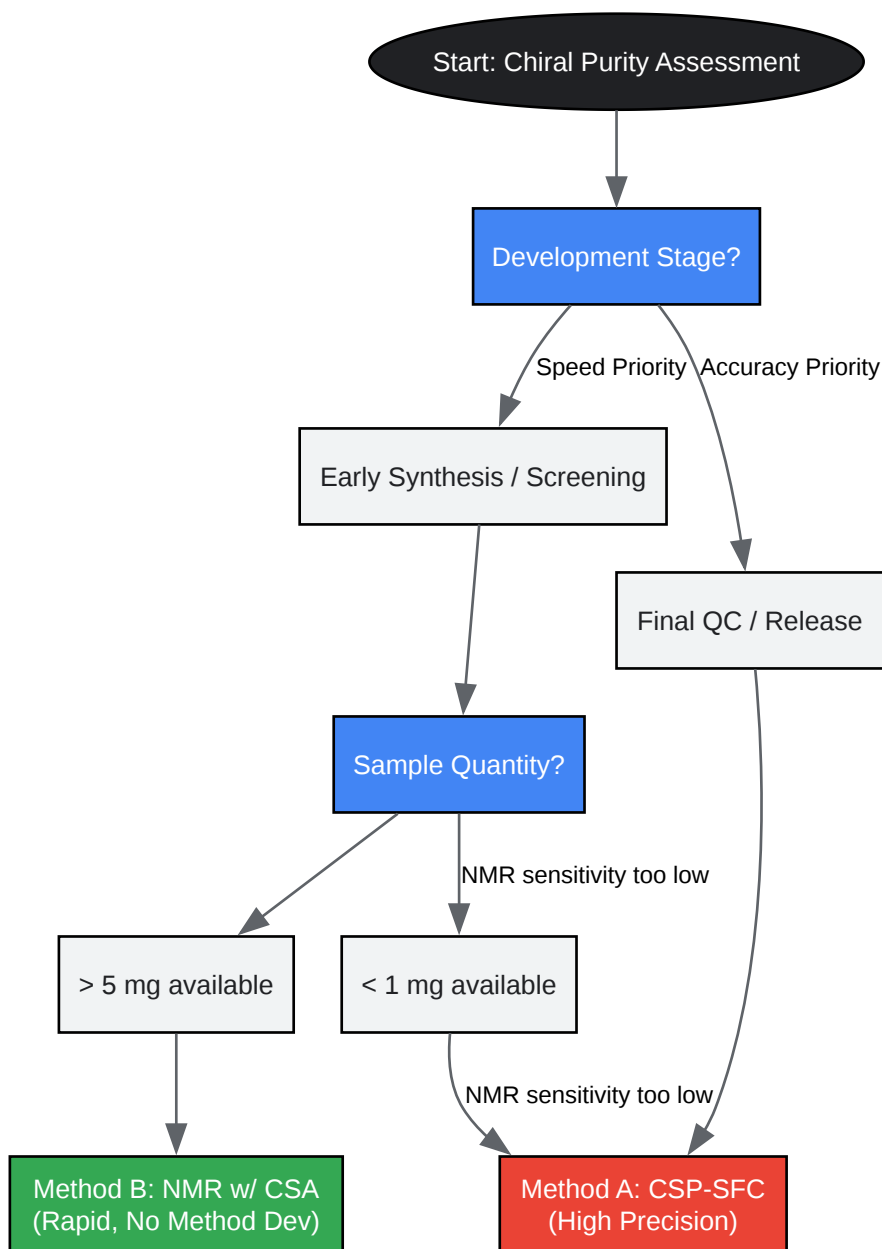 Start: Chiral Purity Assessment
Development Stage?
Speed Priority
Accuracy Priority
Early Synthesis / Screening
Final QC / Release
Sample Quantity?
NMR sensitivity too low
> 5 mg available
< 1 mg available
NMR sensitivity too low
Method B: NMR w/ CSA
(Rapid, No Method Dev)
Method A: CSP-SFC
(High Precision)